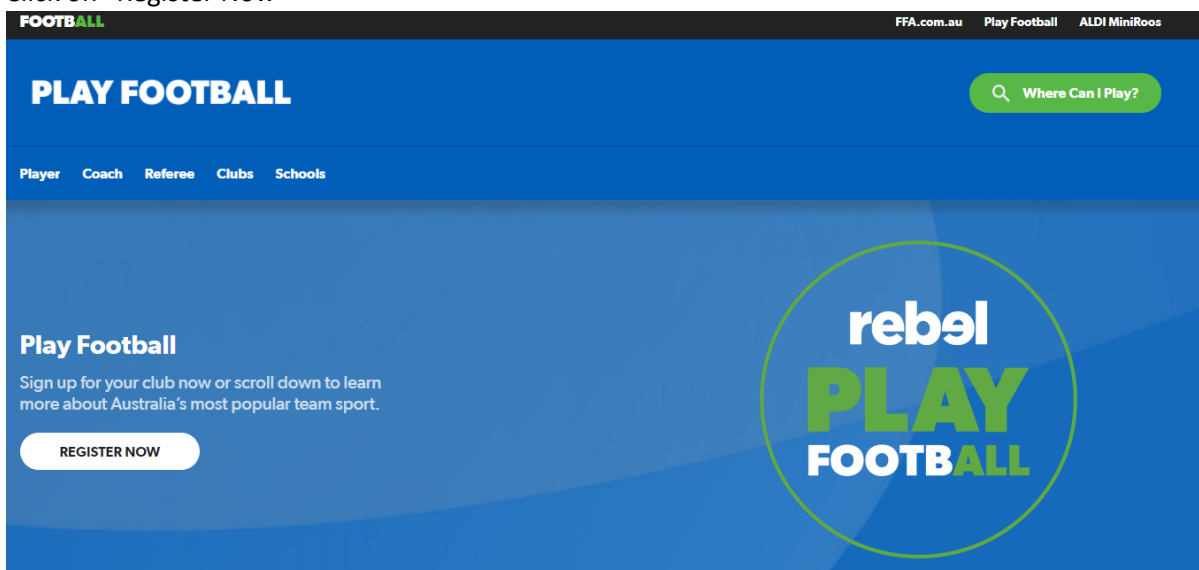 FOOTBALL FFA.com.au Play Football ALDI MiniRoos
PLAY FOOTBALL Where Can I Play?
Player Coach Referee Clubs Schools
Play Football
Sign up for your club now or scroll down to learn
more about Australia's most popular team sport.
REGISTER NOW
rebel
PLAY
FOOTBALL